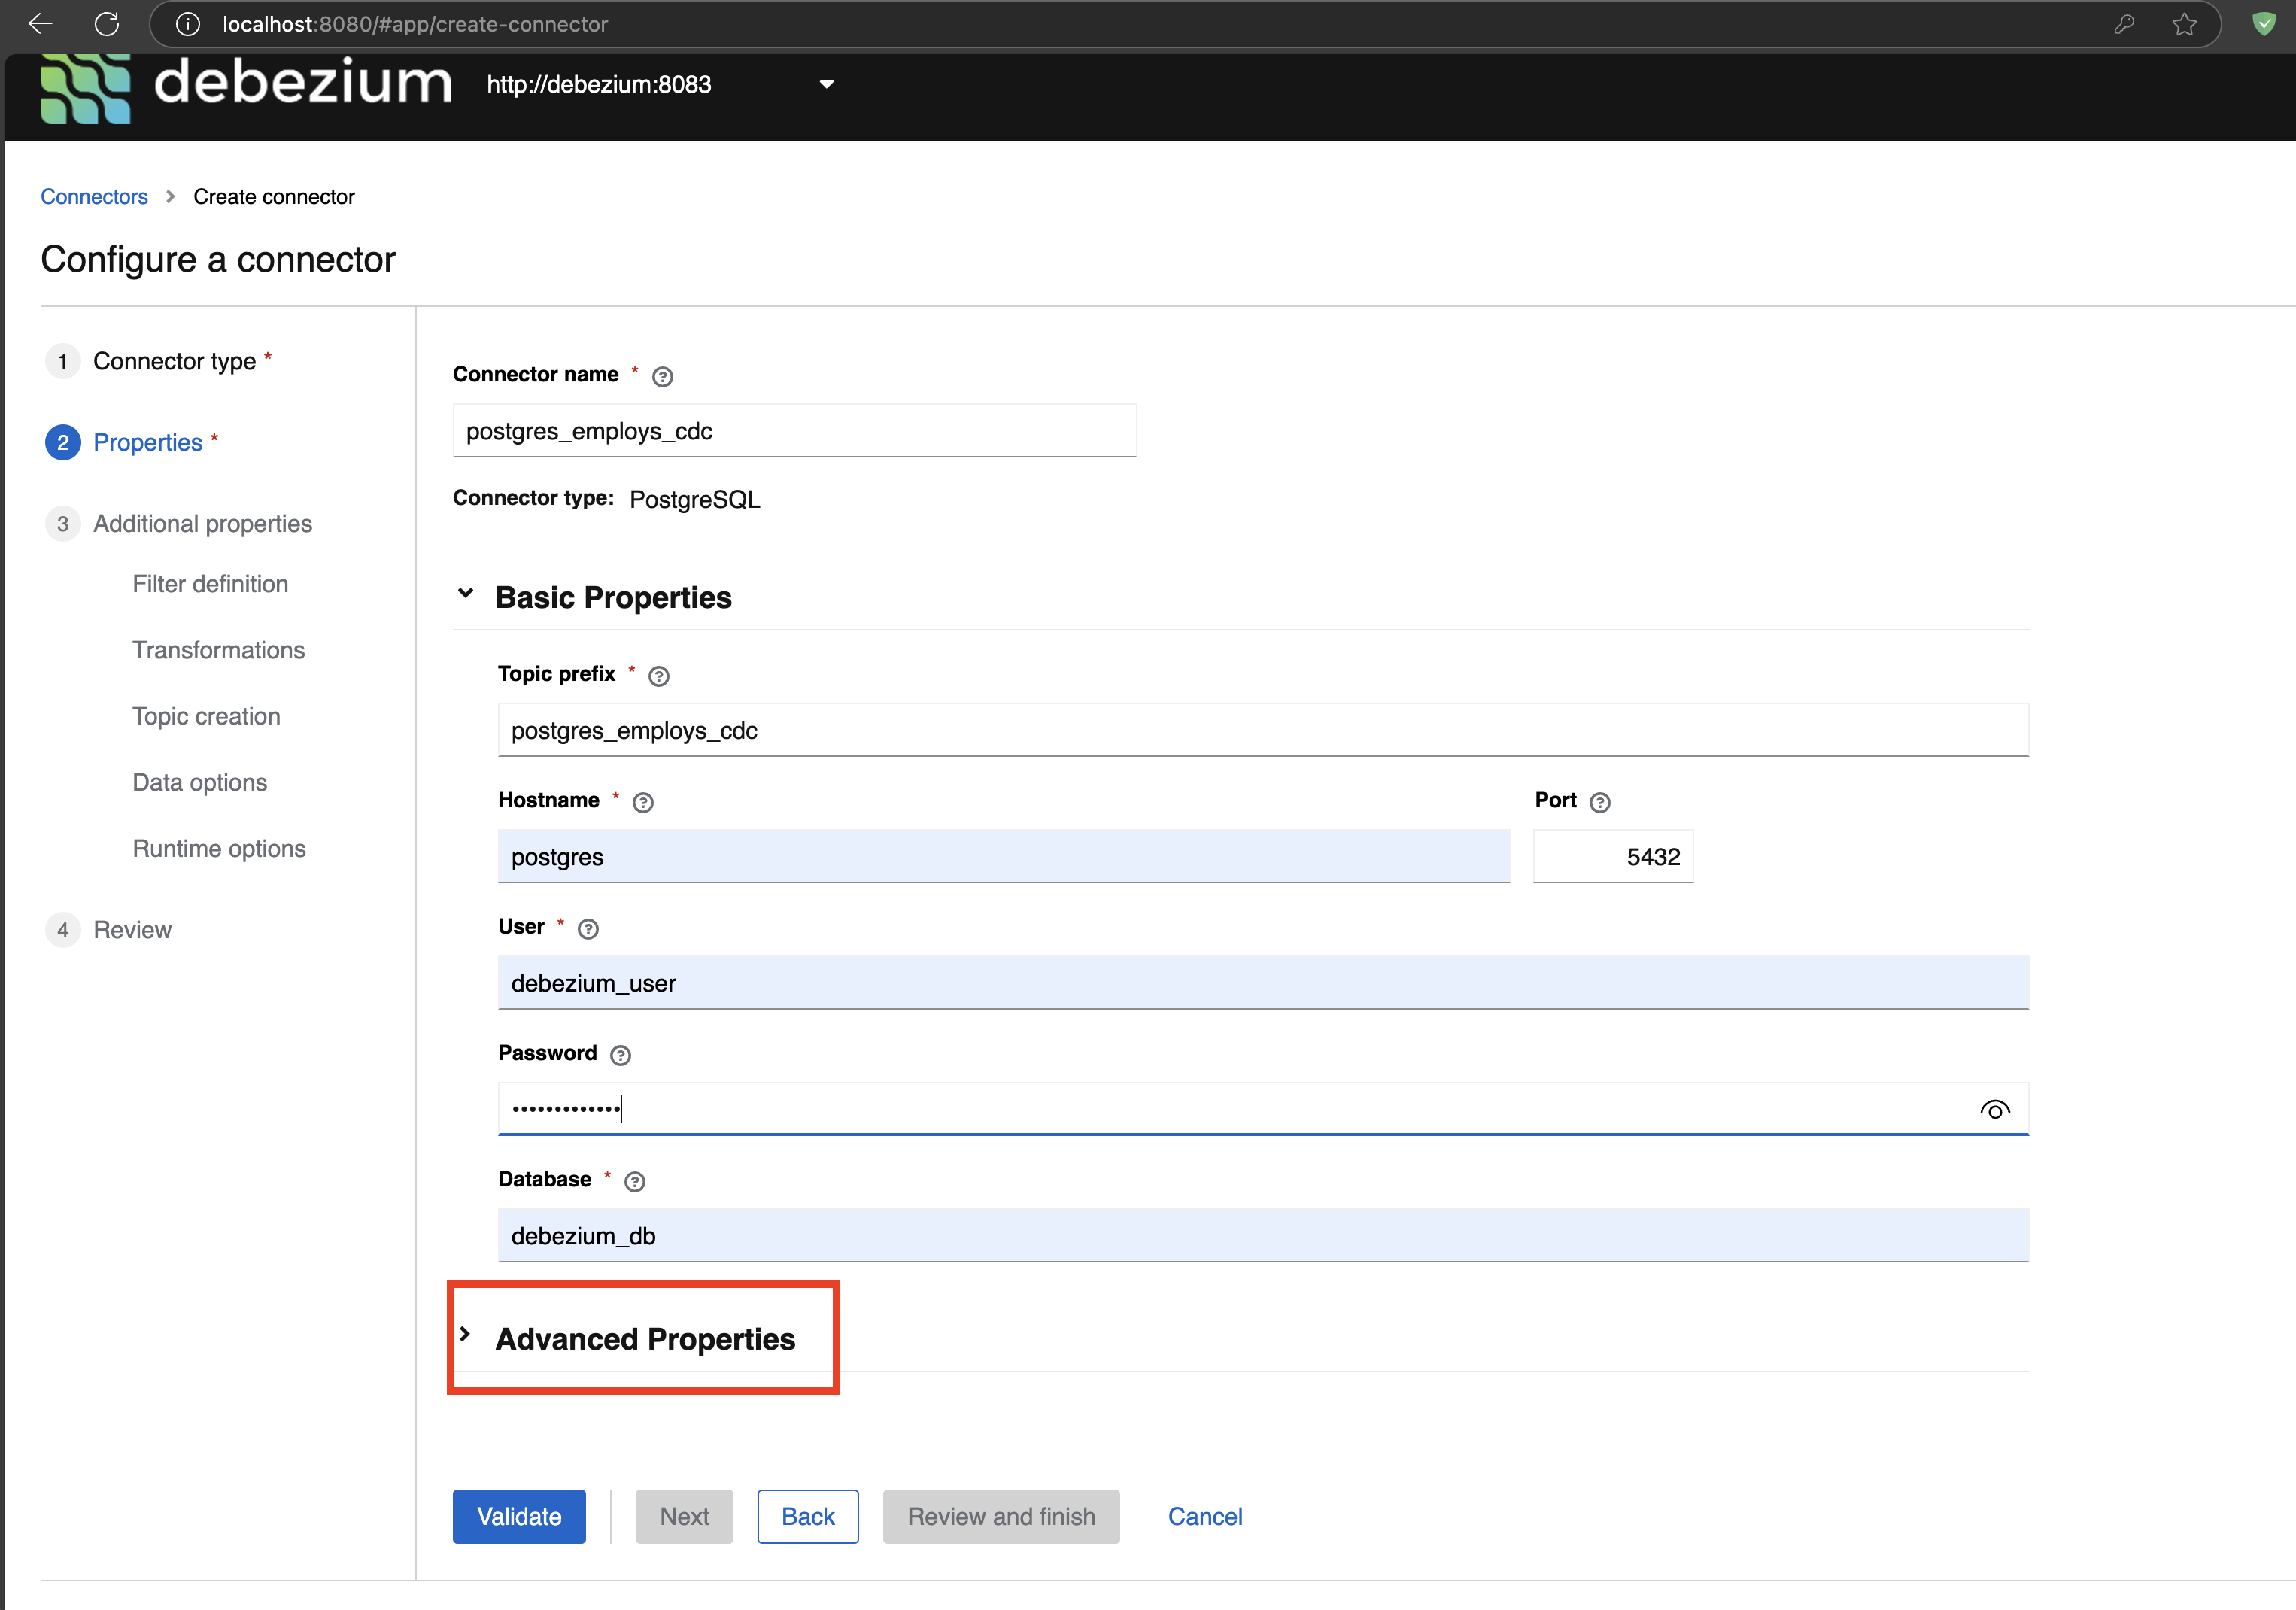 localhost:8080/#app/create-connector
debezium
http://debezium:8083
Connectors > Create connector
Configure a connector
1 Connector type *
2 Properties *
3 Additional properties
Filter definition
Transformations
Topic creation
Data options
Runtime options
4 Review
Connector name *
postgres_employs_cdc
Connector type: PostgreSQL
Basic Properties
Topic prefix *
postgres_employs_cdc
Hostname *
Port
postgres
5432
User *
debezium_user
Password
•••••••••••••
Database *
debezium_db
Advanced Properties
Validate
Next
Back
Review and finish
Cancel